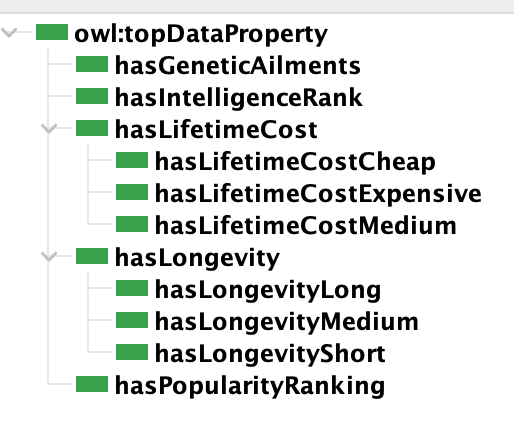 owl:topDataProperty
hasGeneticAilments
hasIntelligenceRank
hasLifetimeCost
hasLifetimeCostCheap
hasLifetimeCostExpensive
hasLifetimeCostMedium
hasLongevity
hasLongevityLong
hasLongevityMedium
hasLongevityShort
hasPopularityRanking